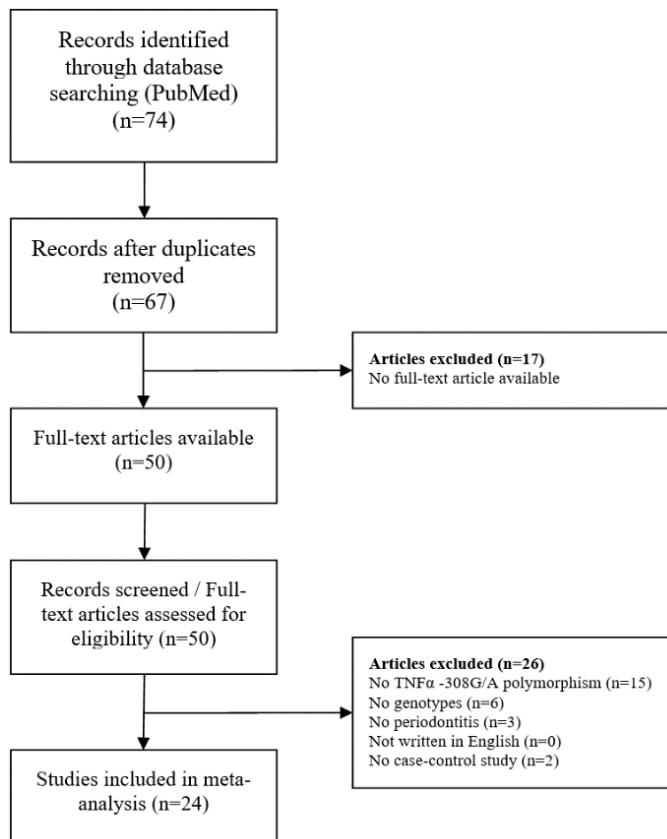 Records identified
through database
searching (PubMed)
(n=74)
Records after duplicates
removed
(n=67)
Articles excluded (n=17)
No full-text article available
Full-text articles available
(n=50)
Records screened / Full-
text articles assessed for
eligibility (n=50)
Articles excluded (n=26)
No TNFα -308G/A polymorphism (n=15)
No genotypes (n=6)
No periodontitis (n=3)
Not written in English (n=0)
No case-control study (n=2)
Studies included in meta-
analysis (n=24)